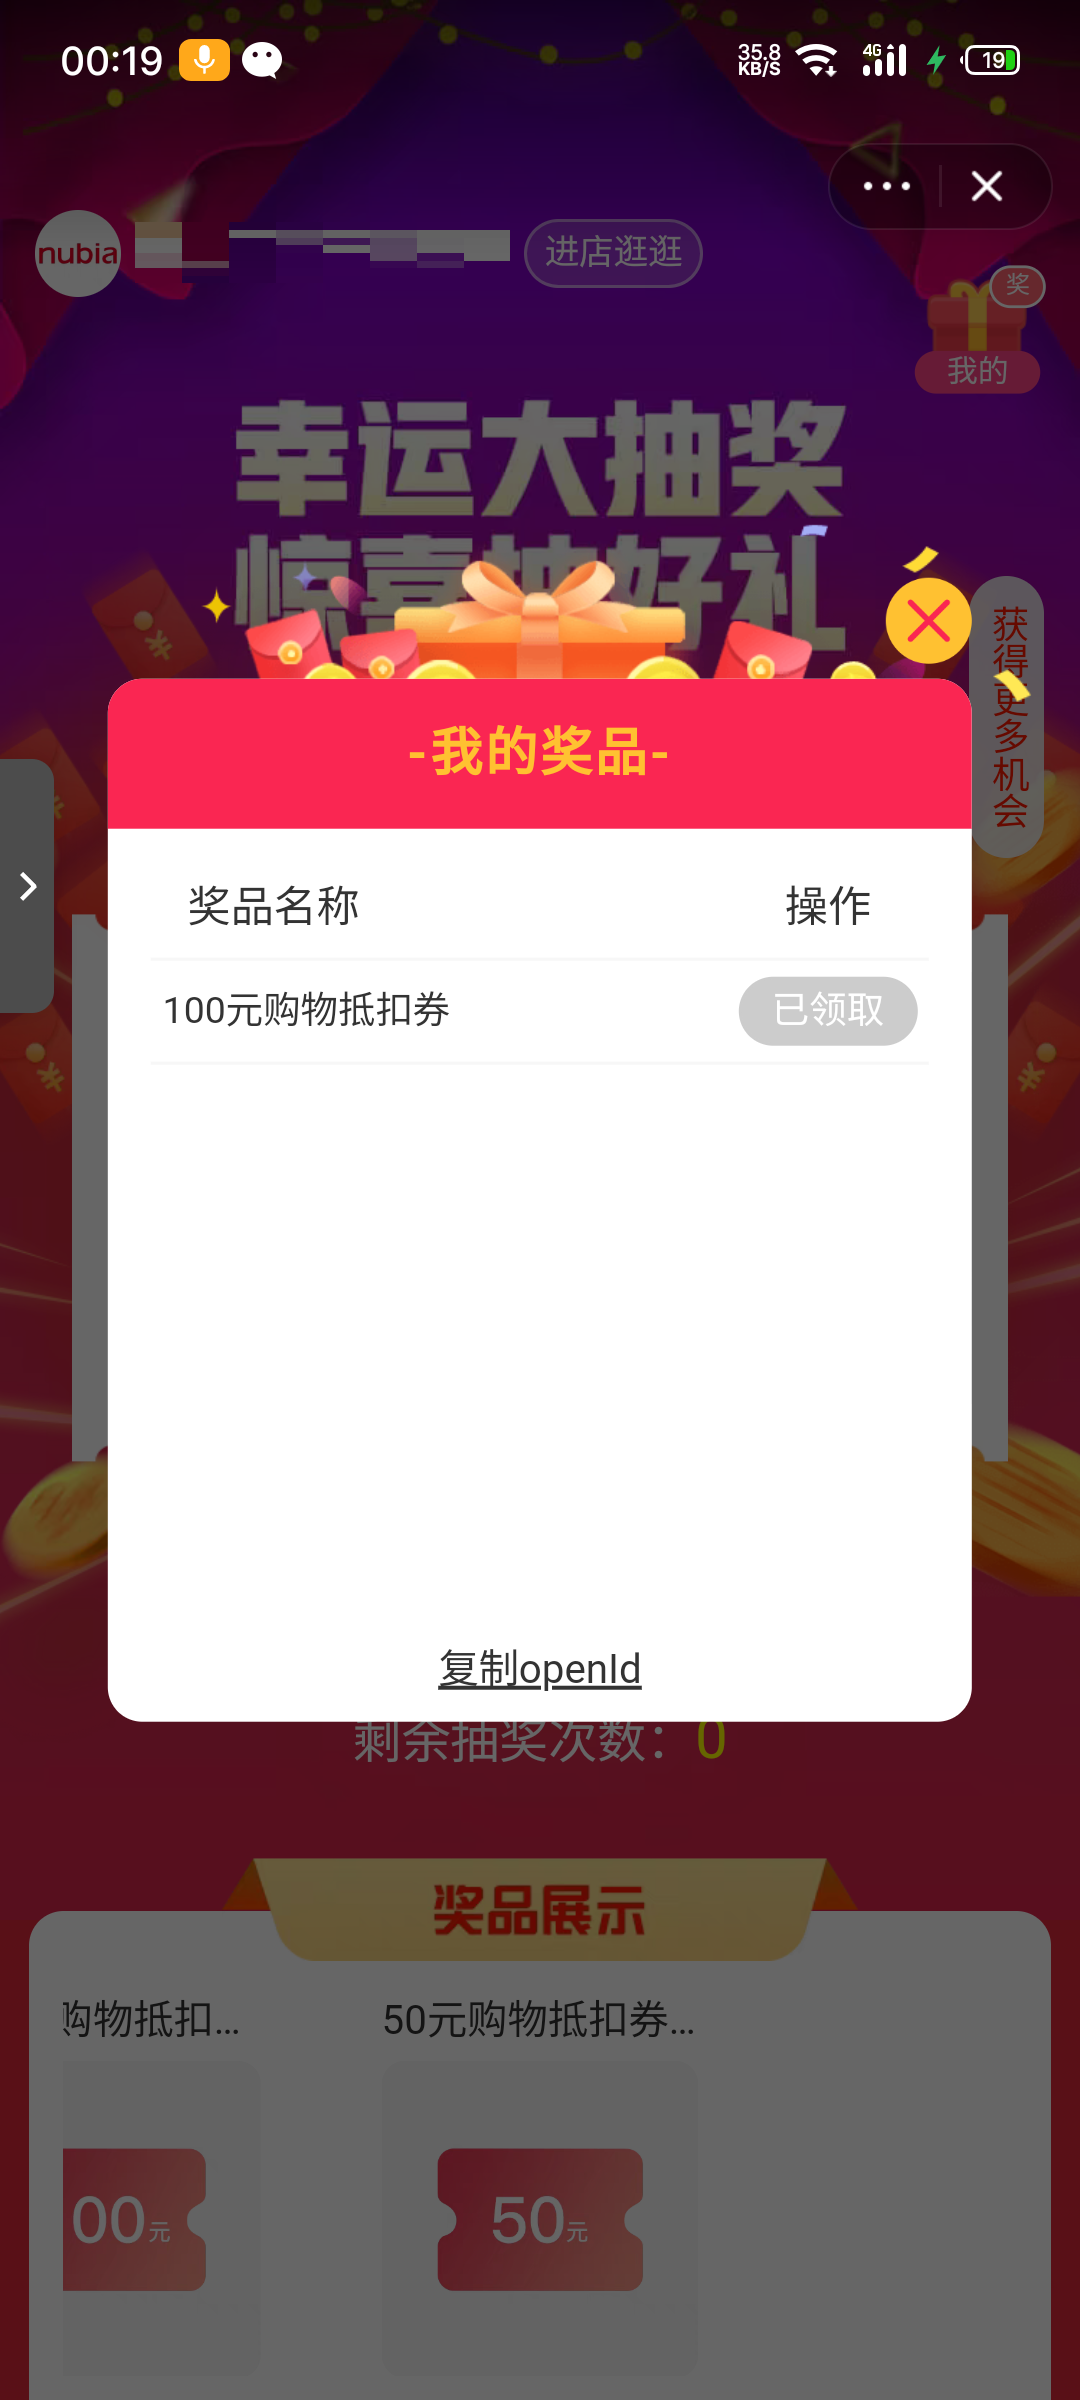 00:19
35.8
KB/S
4G
19
nubia
进店逛逛
奖
我的
幸运大抽奖
惊喜抽好礼
获得更多机会
-我的奖品-
奖品名称
操作
100元购物抵扣券
已领取
复制openId
剩余抽奖次数：0
奖品展示
购物抵扣...
50元购物抵扣券...
00元
50元